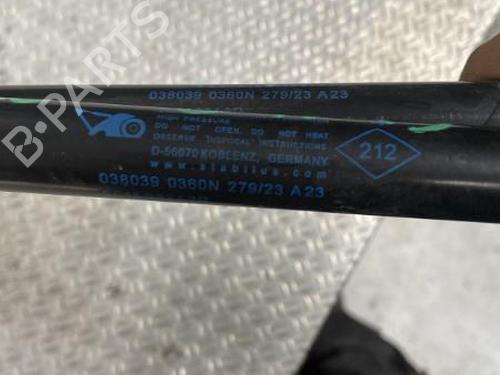 038039 0360N 279/23 A23
HIGH PRESSURE
DO NOT OPEN. DO NOT HEAT
OBSERVE DISPOSAL INSTRUCTIONS
D-56070 KOBLENZ, GERMANY
www.stabilus.com
038039 0360N 279/23 A23
212
B-PARTS